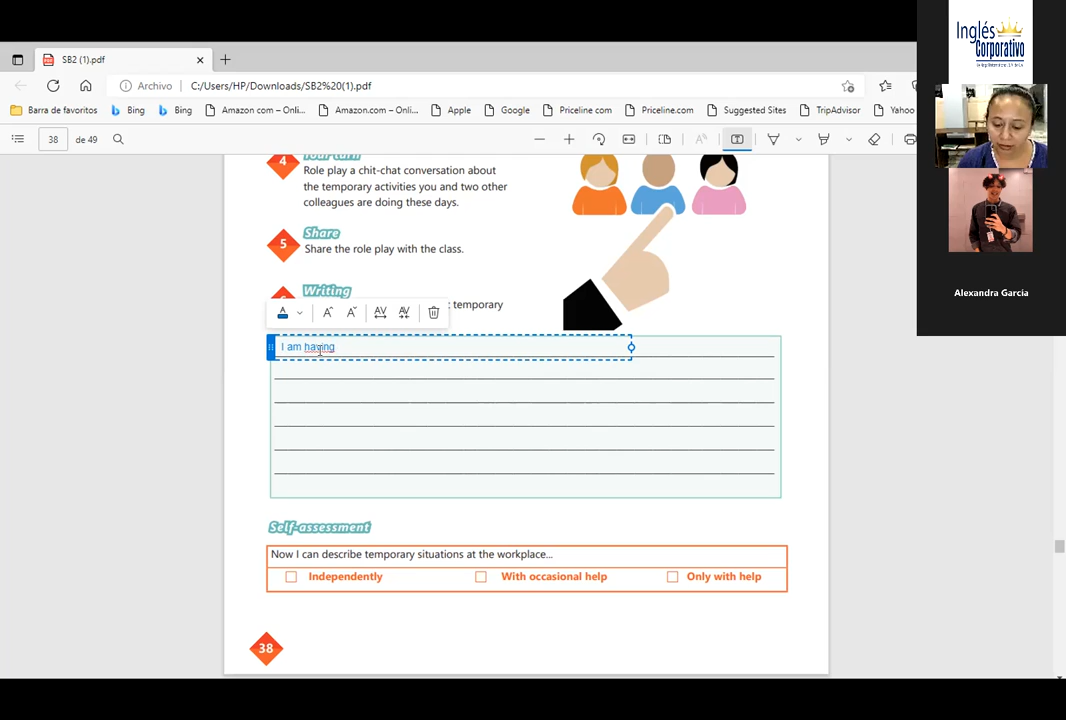 SB2 (1).pdf
Archivo C:/Users/HP/Downloads/SB2%20(1).pdf
Barra de favoritos Bing Bing Amazon com – Onli... Amazon.com – Onli... Apple Google Priceline com Priceline.com Suggested Sites TripAdvisor Yahoo
38 de 49
Inglés
Corporativo
4 Your turn
Role play a chit-chat conversation about
the temporary activities you and two other
colleagues are doing these days.
5 Share
Share the role play with the class.
Writing
temporary
Alexandra Garcia
I am having
Self-assessment
Now I can describe temporary situations at the workplace...
Independently With occasional help Only with help
38